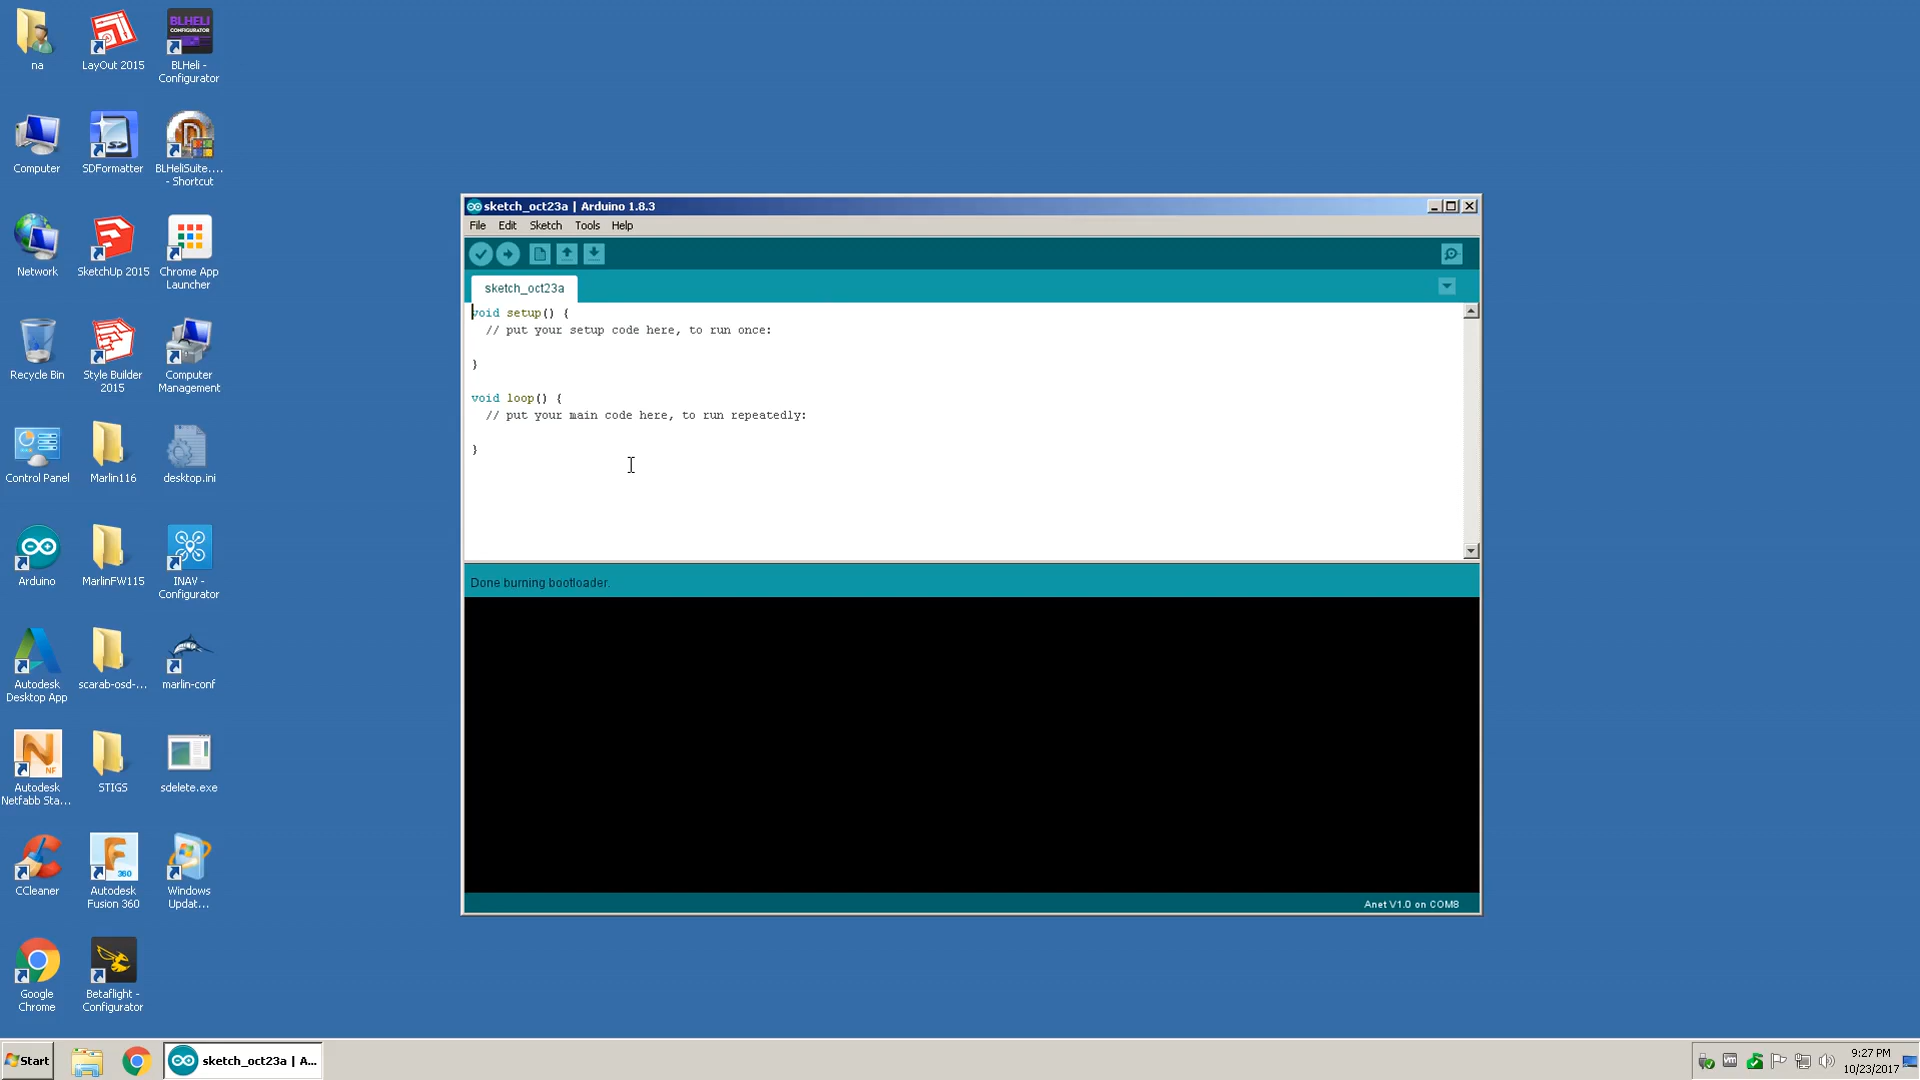 na
LayOut 2015
BLHELI
CONFIGURATOR
BLHeli -
Configurator
Computer
SDFormatter
BLHeliSuite....
- Shortcut
Network
SketchUp 2015
Chrome App
Launcher
Recycle Bin
Style Builder
2015
Computer
Management
Control Panel
Marlin116
desktop.ini
Arduino
MarlinFW115
INAV -
Configurator
Autodesk
Desktop App
scarab-osd-...
marlin-conf
Autodesk
Netfabb Sta...
STIGS
sdelete.exe
CCleaner
Autodesk
Fusion 360
Windows
Updat...
Google
Chrome
Betaflight -
Configurator
sketch_oct23a | Arduino 1.8.3
File Edit Sketch Tools Help
sketch_oct23a
void setup() {
// put your setup code here, to run once:
}
void loop() {
// put your main code here, to run repeatedly:
}
Done burning bootloader.
Anet V1.0 on COM8
Start
sketch_oct23a | A...
9:27 PM
10/23/2017